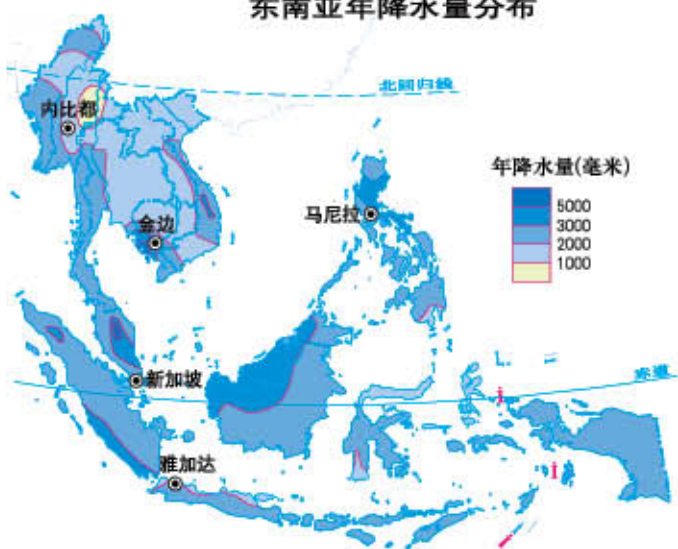 东南亚年降水量分布
北回归线
内比都
年降水量(毫米)
5000
3000
2000
1000
马尼拉
金边
赤道
新加坡
雅加达